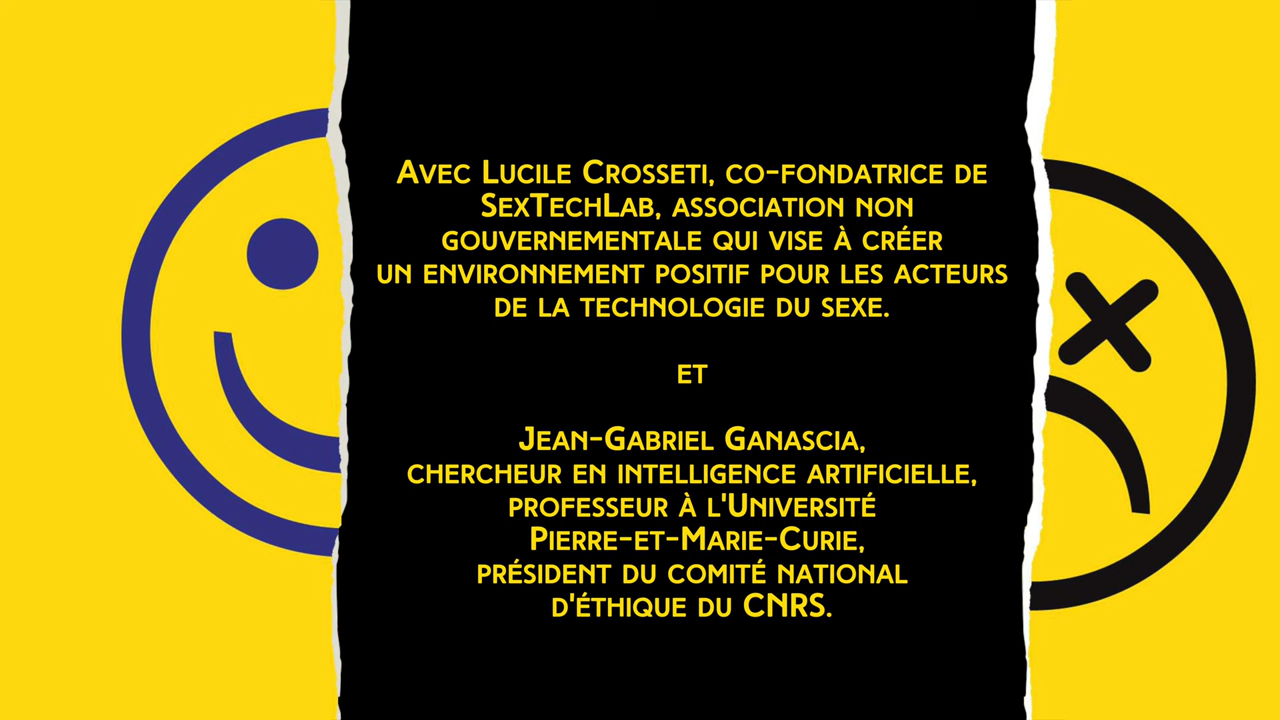 Avec Lucile Crosseti, co-fondatrice de
SexTechLab, association non
gouvernementale qui vise à créer
un environnement positif pour les acteurs
de la technologie du sexe.
et
Jean-Gabriel Ganascia,
chercheur en intelligence artificielle,
professeur à l'Université
Pierre-et-Marie-Curie,
président du comité national
d'éthique du CNRS.